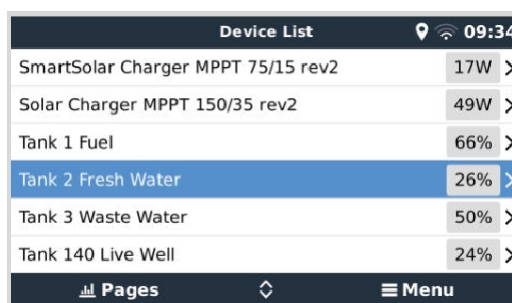 Device List 09:34
SmartSolar Charger MPPT 75/15 rev2 17W
Solar Charger MPPT 150/35 rev2 49W
Tank 1 Fuel 66%
Tank 2 Fresh Water 26%
Tank 3 Waste Water 50%
Tank 140 Live Well 24%
Pages Menu